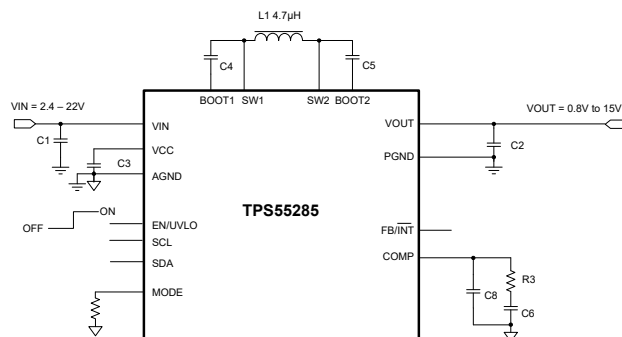 L1 4.7µH
C4
C5
BOOT1 SW1 SW2 BOOT2
VIN = 2.4 – 22V
VOUT = 0.8V to 15V
VIN
VOUT
C1
C2
VCC
C3
PGND
AGND
TPS55285
ON
OFF
EN/UVLO
FB/INT
SCL
SDA
COMP
MODE
R3
C8
C6